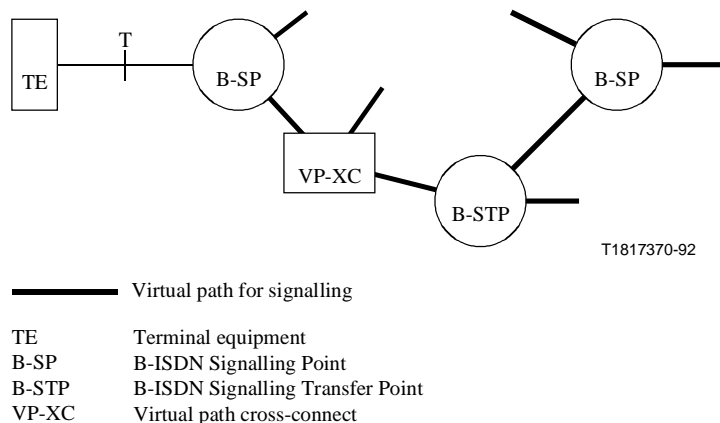 T
TE
B-SP
B-SP
VP-XC
B-STP
T1817370-92
Virtual path for signalling
TE Terminal equipment
B-SP B-ISDN Signalling Point
B-STP B-ISDN Signalling Transfer Point
VP-XC Virtual path cross-connect